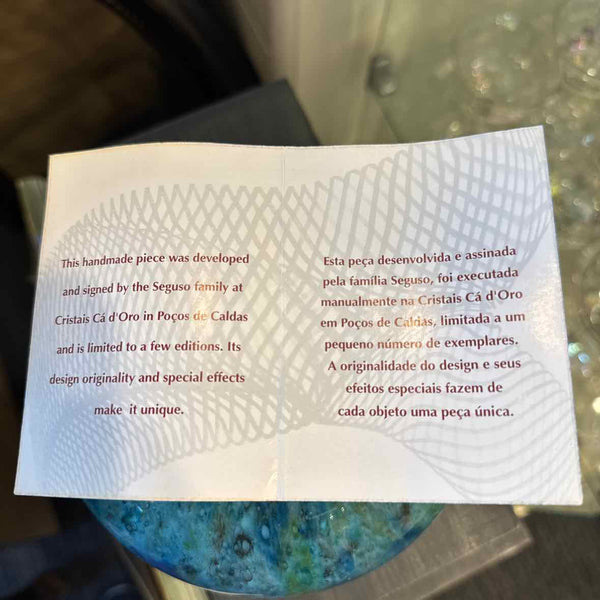 This handmade piece was developed
and signed by the Seguso family at
Cristais Cá d'Oro in Poços de Caldas
and is limited to a few editions. Its
design originality and special effects
make it unique.
Esta peça desenvolvida e assinada
pela família Seguso, foi executada
manualmente na Cristais Cá d'Oro
em Poços de Caldas, limitada a um
pequeno número de exemplares.
A originalidade do design e seus
efeitos especiais fazem de
cada objeto uma peça única.